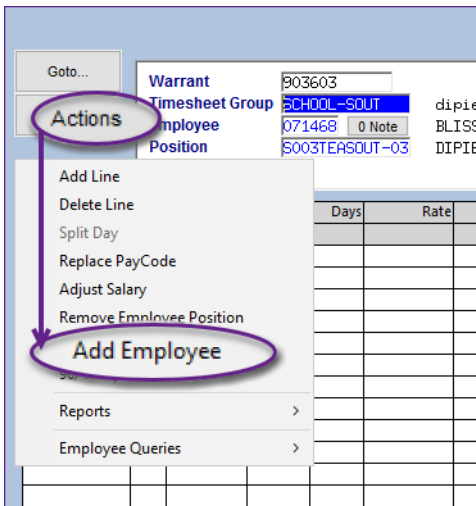 Goto...
Actions
Warrant 903603
Timesheet Group SCHOOL-SOUT dipie
Employee 071468 0 Note BLISS
Position S003TEASOUT-03 DIPIE
Add Line
Delete Line
Split Day
Replace PayCode
Adjust Salary
Remove Employee Position
Add Employee
Reports >
Employee Queries >
Days Rate